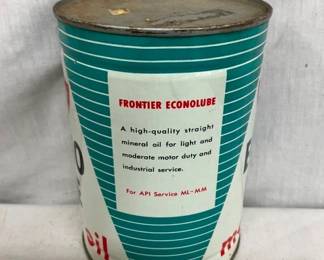 FRONTIER ECONOLUBE
A high-quality straight
mineral oil for light and
moderate motor duty and
industrial service.
For API Service ML-MM
oil